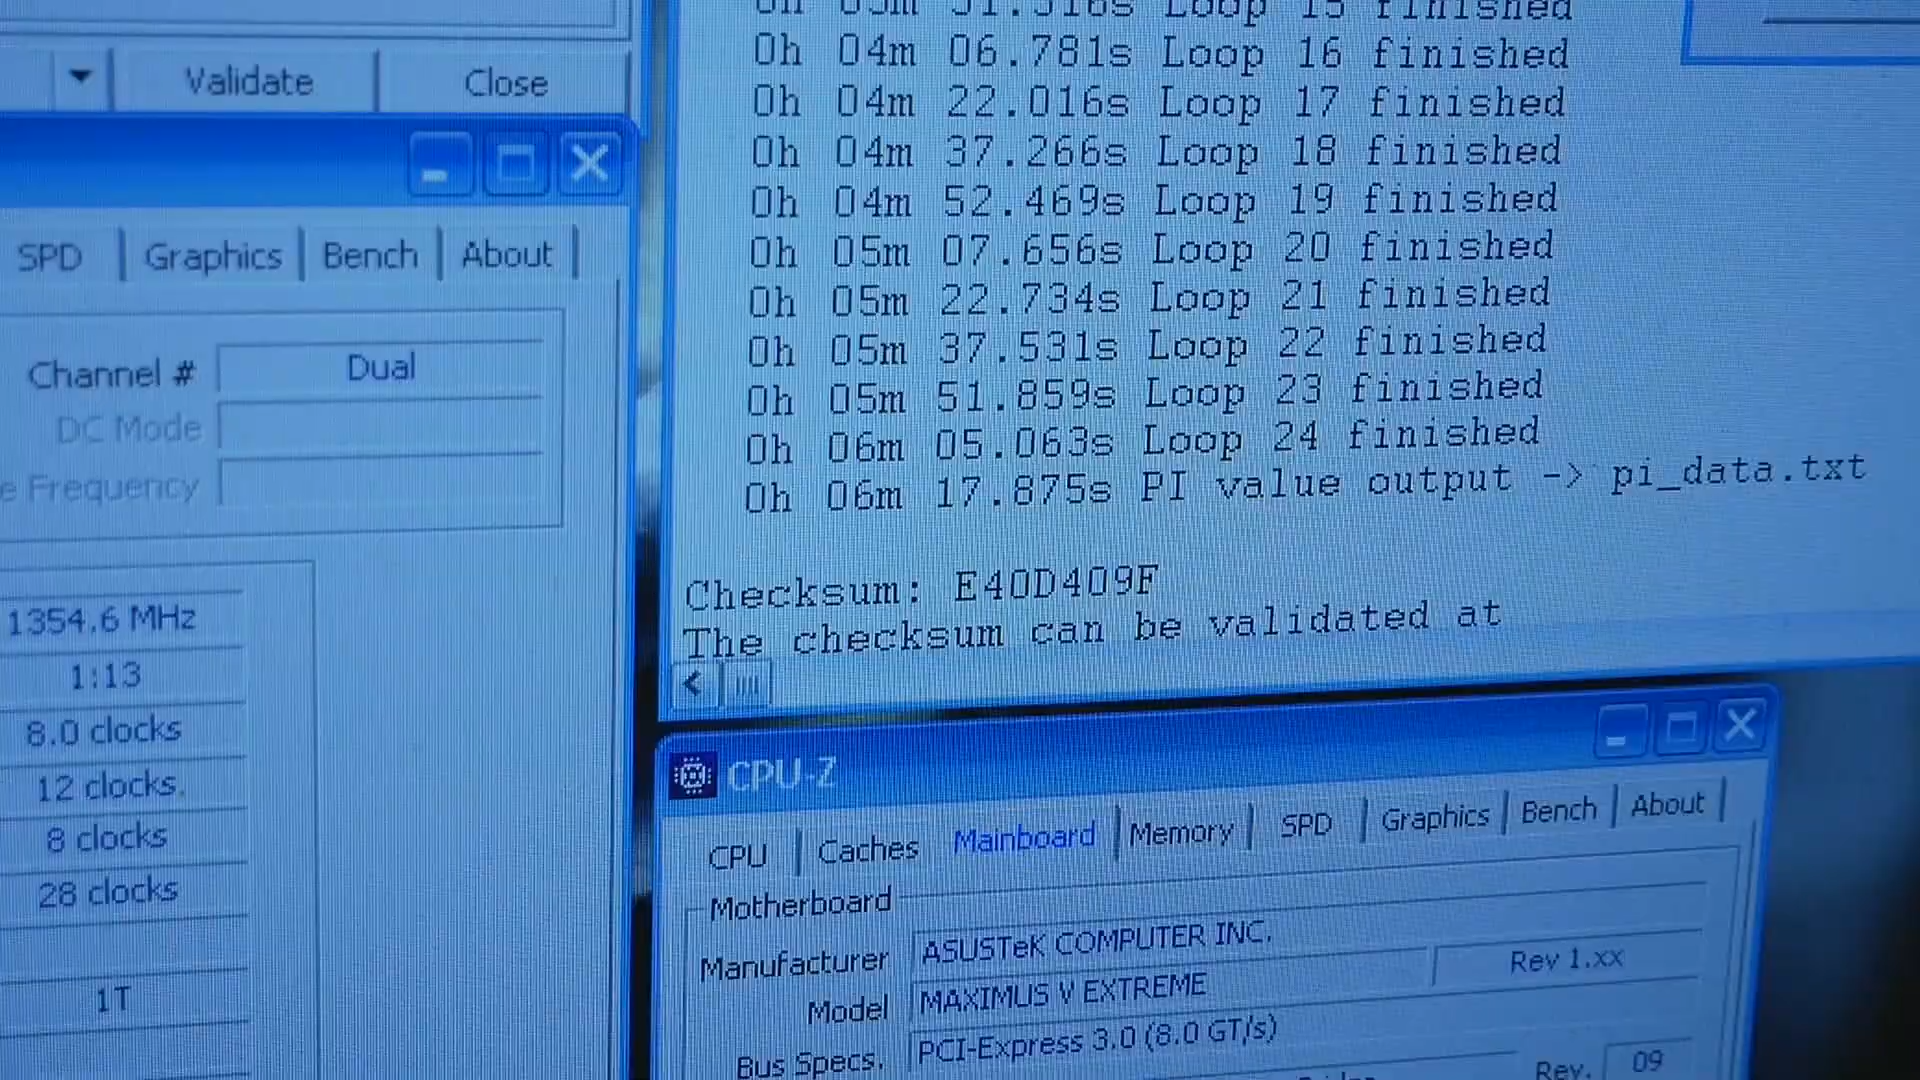 Validate
Close
SPD
Graphics
Bench
About
Channel #
Dual
DC Mode
Frequency
1354.6 MHz
1:13
8.0 clocks
12 clocks
8 clocks
28 clocks
1T
Loop 15 finished
0h 04m 06.781s Loop 16 finished
0h 04m 22.016s Loop 17 finished
0h 04m 37.266s Loop 18 finished
0h 04m 52.469s Loop 19 finished
0h 05m 07.656s Loop 20 finished
0h 05m 22.734s Loop 21 finished
0h 05m 37.531s Loop 22 finished
0h 05m 51.859s Loop 23 finished
0h 06m 05.063s Loop 24 finished
0h 06m 17.875s PI value output -> pi_data.txt
Checksum: E40D409F
The checksum can be validated at
CPU-Z
CPU
Caches
Mainboard
Memory
SPD
Graphics
Bench
About
Motherboard
Manufacturer
ASUSTeK COMPUTER INC.
Model
MAXIMUS V EXTREME
Rev 1.xx
Bus Specs.
PCI-Express 3.0 (8.0 GT/s)
Rev.
09